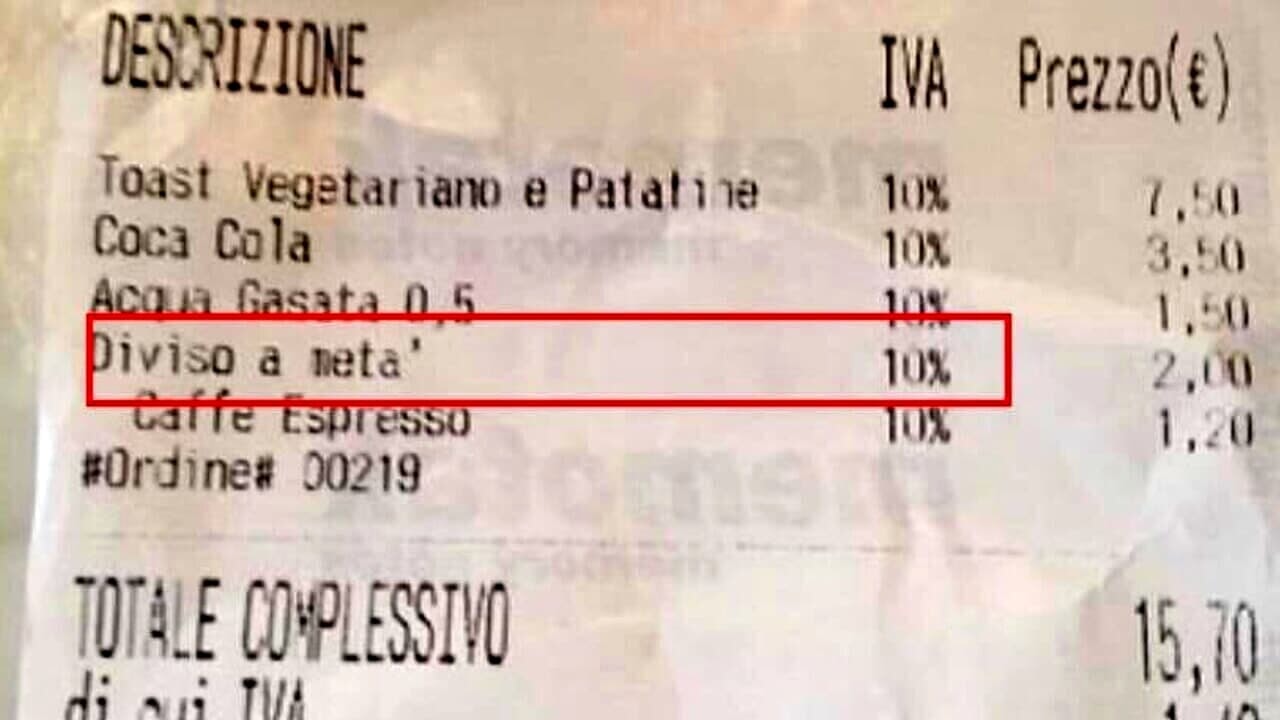 DESCRIZIONE IVA Prezzo(€)
Toast Vegetariano e Patatine 10% 7,50
Coca Cola 10% 3,50
Acqua Gasata 0,5 10% 1,50
Diviso a meta' 10% 2,00
Caffe Espresso 10% 1,20
#Ordine# 00219
TOTALE COMPLESSIVO 15,70
di cui IVA